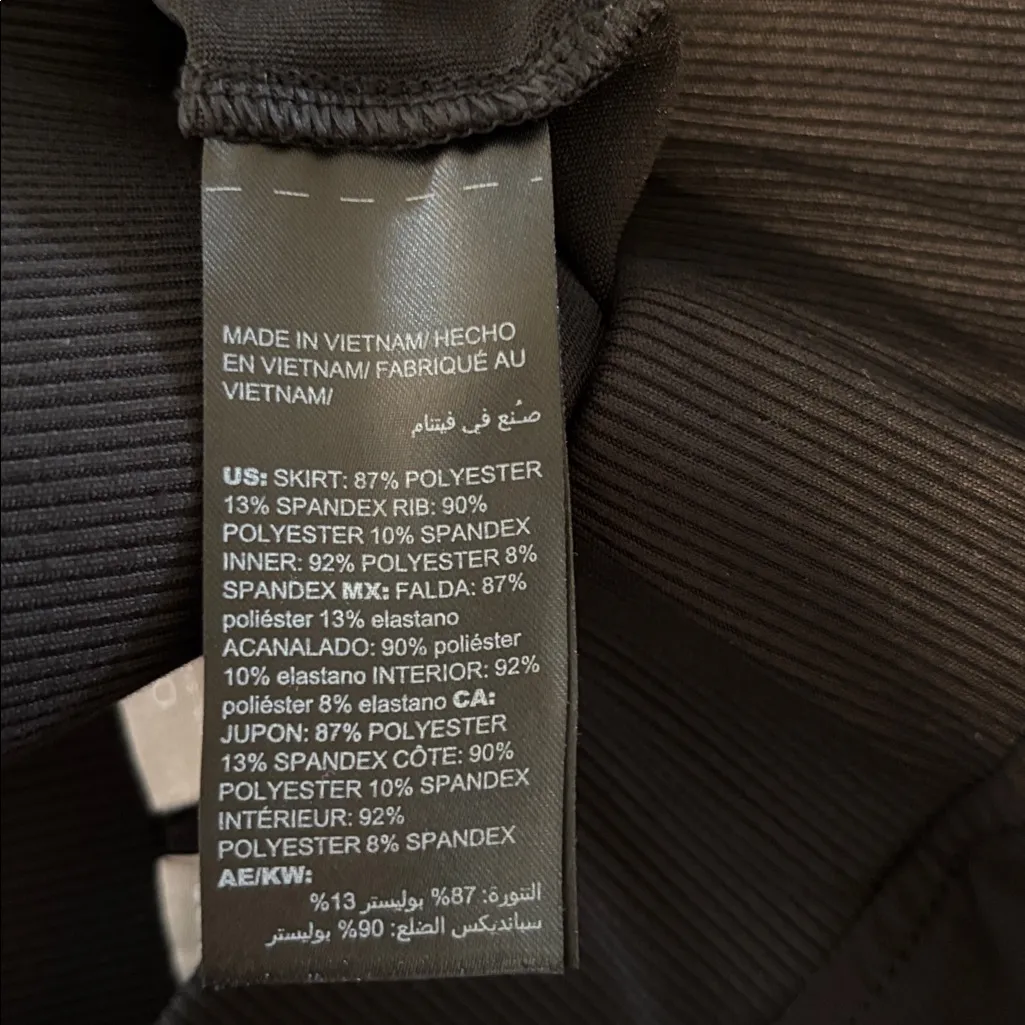 MADE IN VIETNAM/ HECHO
EN VIETNAM/ FABRIQUÉ AU
VIETNAM/
صُنع في فيتنام
US: SKIRT: 87% POLYESTER
13% SPANDEX RIB: 90%
POLYESTER 10% SPANDEX
INNER: 92% POLYESTER 8%
SPANDEX MX: FALDA: 87%
poliéster 13% elastano
ACANALADO: 90% poliéster
10% elastano INTERIOR: 92%
poliéster 8% elastano CA:
JUPON: 87% POLYESTER
13% SPANDEX CÔTE: 90%
POLYESTER 10% SPANDEX
INTÉRIEUR: 92%
POLYESTER 8% SPANDEX
AE/KW:
التنورة: 87% بوليستر 13%
سباندیکس الضلع: 90% بوليستر